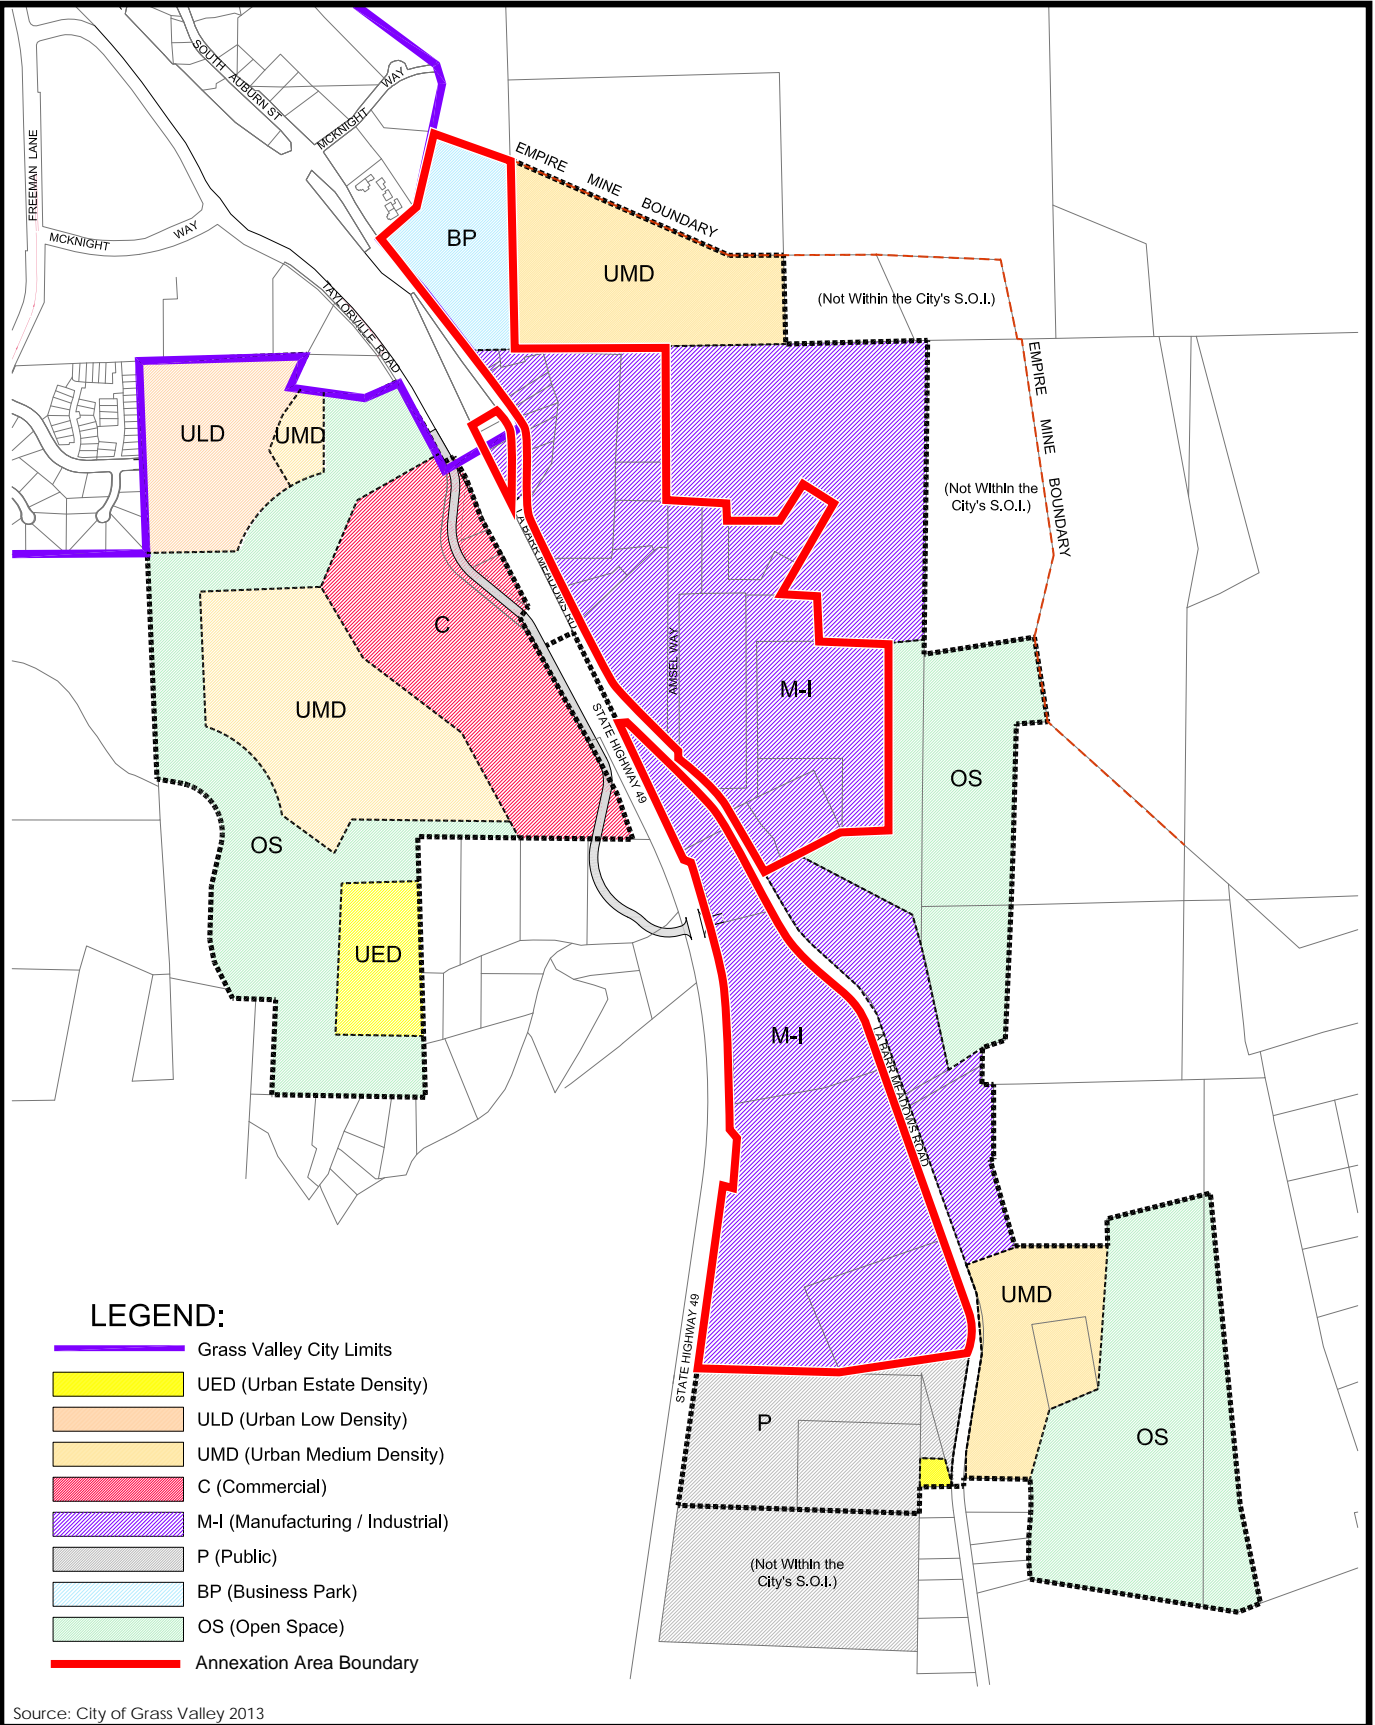 SOUTH AUBURN ST
MCKNIGHT WAY
FREEMAN LANE
MCKNIGHT WAY
EMPIRE MINE BOUNDARY
BP
UMD
(Not Within the City's S.O.I.)
TAYLORVILLE ROAD
EMPIRE MINE BOUNDARY
ULD
UMD
(Not Within the
City's S.O.I.)
LA BARR MEADOWS RD
C
AMSEL WAY
M-I
UMD
STATE HIGHWAY 49
OS
OS
UED
M-I
LA BARR MEADOWS ROAD
UMD
STATE HIGHWAY 49
P
OS
(Not Within the
City's S.O.I.)
LEGEND:
Grass Valley City Limits
UED (Urban Estate Density)
ULD (Urban Low Density)
UMD (Urban Medium Density)
C (Commercial)
M-I (Manufacturing / Industrial)
P (Public)
BP (Business Park)
OS (Open Space)
Annexation Area Boundary
Source: City of Grass Valley 2013